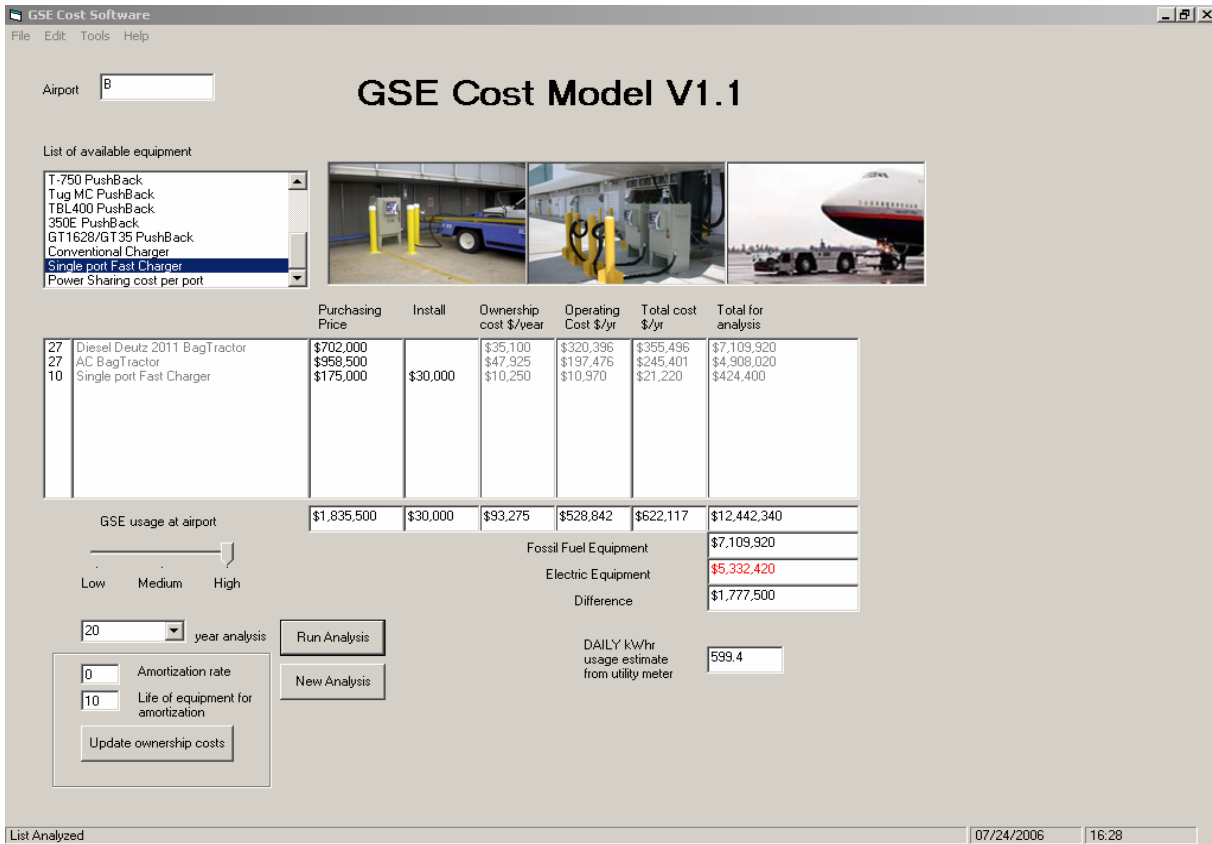 GSE Cost Software
File Edit Tools Help
Airport B
GSE Cost Model V1.1
List of available equipment
T-750 PushBack
Tug MC PushBack
TBL400 PushBack
350E PushBack
GT1628/GT35 PushBack
Conventional Charger
Single port Fast Charger
Power Sharing cost per port
Purchasing Install Ownership Operating Total cost Total for
Price cost $/year Cost $/yr $/yr analysis
27 Diesel Deutz 2011 BagTractor $702,000 $35,100 $320,396 $355,496 $7,109,920
27 AC BagTractor $958,500 $47,925 $197,476 $245,401 $4,908,020
10 Single port Fast Charger $175,000 $30,000 $10,250 $10,970 $21,220 $424,400
$1,835,500 $30,000 $93,275 $528,842 $622,117 $12,442,340
GSE usage at airport
Low Medium High
Fossil Fuel Equipment $7,109,920
Electric Equipment $5,332,420
Difference $1,777,500
20 year analysis
Run Analysis
New Analysis
DAILY kWhr
usage estimate
from utility meter
599.4
0 Amortization rate
10 Life of equipment for
amortization
Update ownership costs
List Analyzed 07/24/2006 16:28